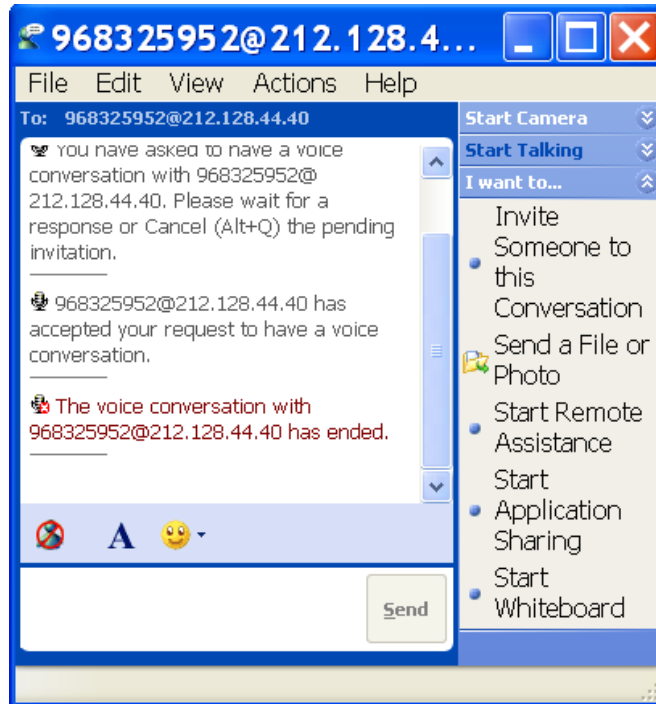 968325952@212.128.4...
File Edit View Actions Help
To: 968325952@212.128.44.40
You have asked to have a voice
conversation with 968325952@
212.128.44.40. Please wait for a
response or Cancel (Alt+Q) the pending
invitation.
968325952@212.128.44.40 has
accepted your request to have a voice
conversation.
The voice conversation with
968325952@212.128.44.40 has ended.
A
Send
Start Camera
Start Talking
I want to...
Invite
Someone to
this
Conversation
Send a File or
Photo
Start Remote
Assistance
Start
Application
Sharing
Start
Whiteboard